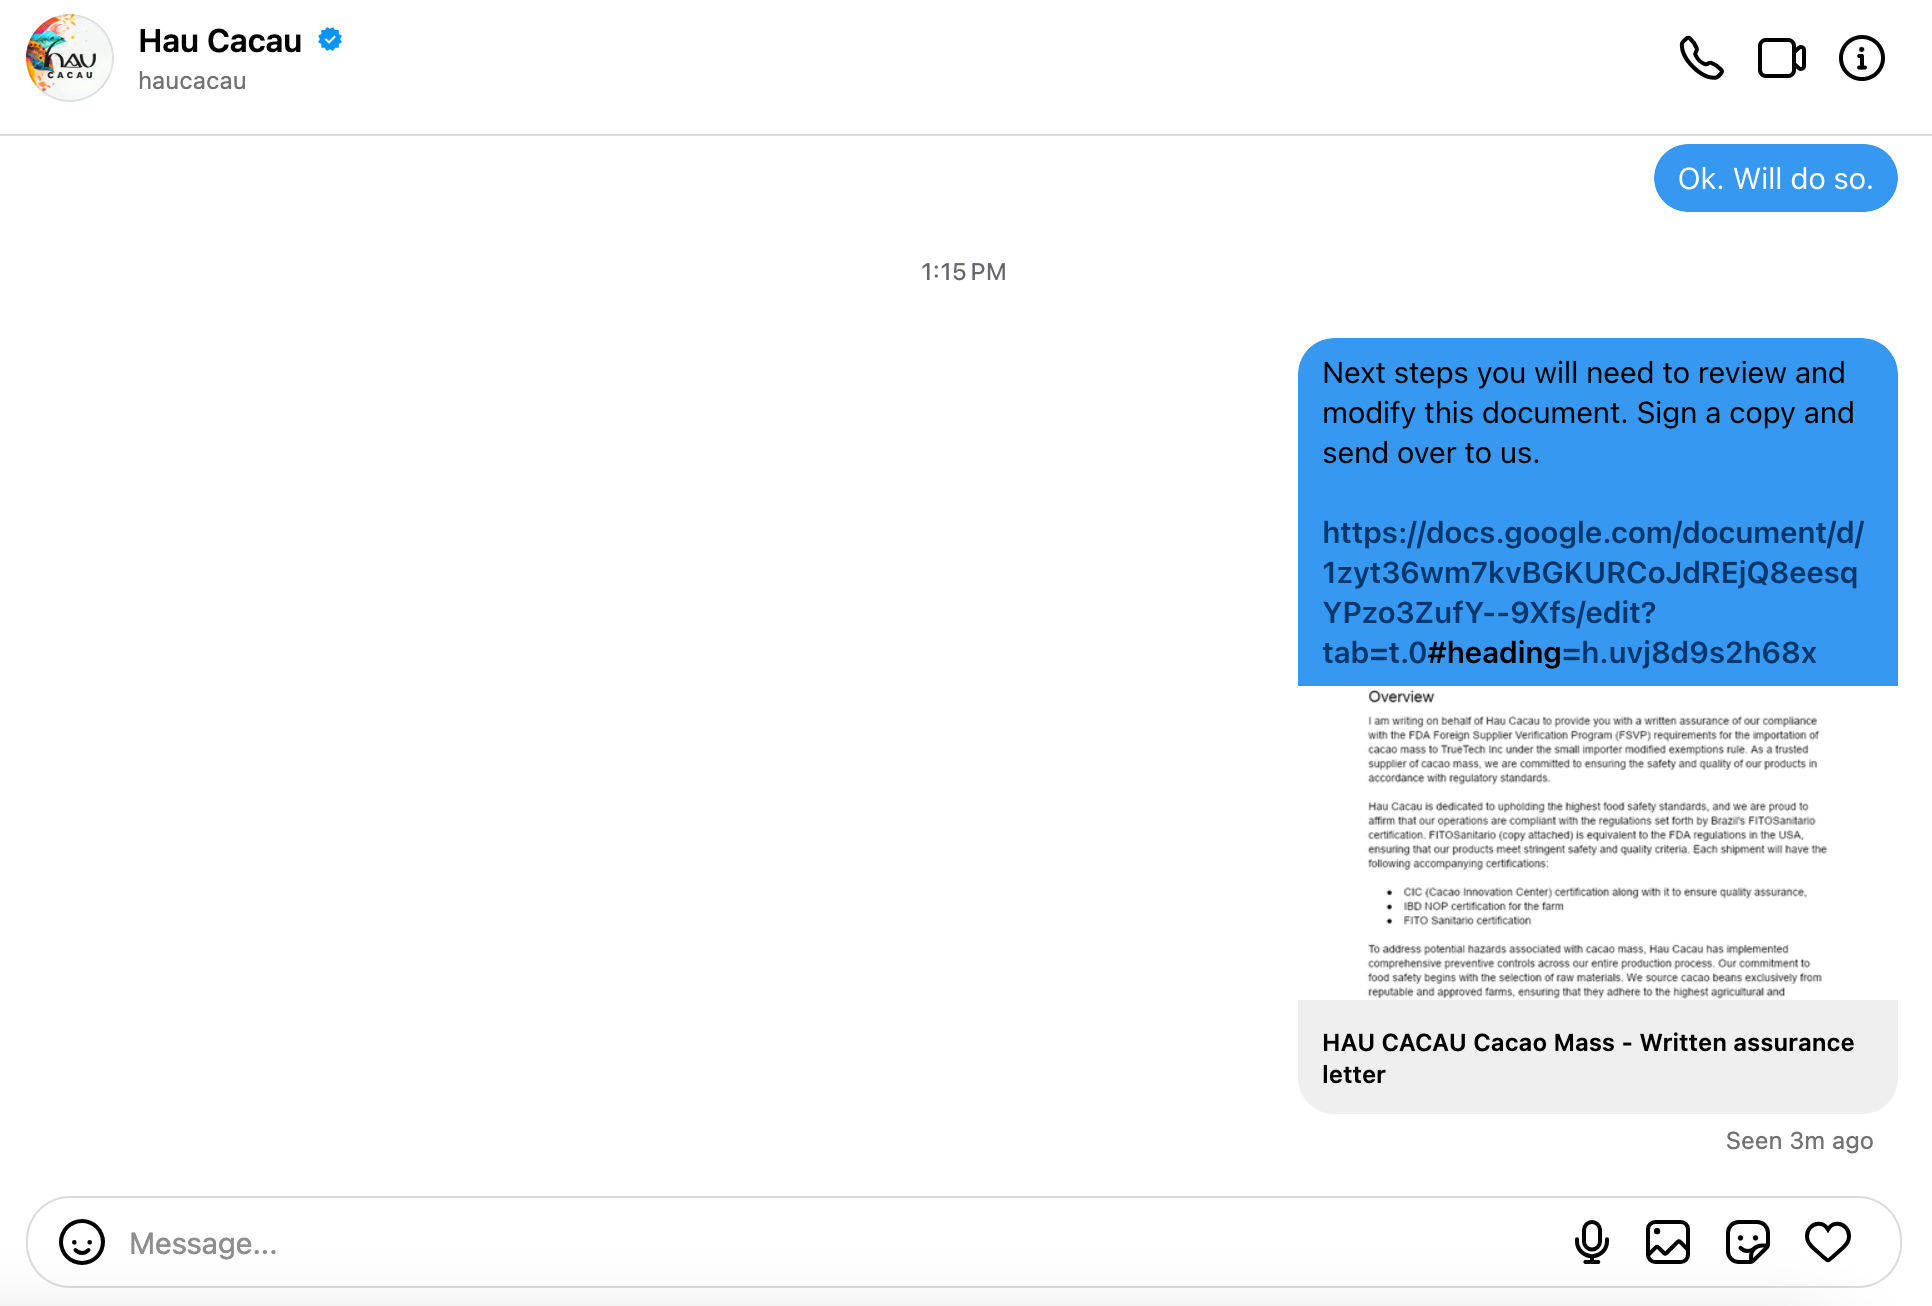 hau
CACAU
Hau Cacau
haucacau
Ok. Will do so.
1:15 PM
Next steps you will need to review and
modify this document. Sign a copy and
send over to us.
https://docs.google.com/document/d/
1zyt36wm7kvBGKURCoJdREjQ8eesq
YPzo3ZufY--9Xfs/edit?
tab=t.0#heading=h.uvj8d9s2h68x
Overview
I am writing on behalf of Hau Cacau to provide you with a written assurance of our compliance
with the FDA Foreign Supplier Verification Program (FSVP) requirements for the importation of
cacao mass to TrueTech Inc under the small importer modified exemptions rule. As a trusted
supplier of cacao mass, we are committed to ensuring the safety and quality of our products in
accordance with regulatory standards.
Hau Cacau is dedicated to upholding the highest food safety standards, and we are proud to
affirm that our operations are compliant with the regulations set forth by Brazil's FITOSanitario
certification. FITOSanitario (copy attached) is equivalent to the FDA regulations in the USA,
ensuring that our products meet stringent safety and quality criteria. Each shipment will have the
following accompanying certifications:
• CIC (Cacao Innovation Center) certification along with it to ensure quality assurance,
• IBD NOP certification for the farm
• FITO Sanitario certification
To address potential hazards associated with cacao mass, Hau Cacau has implemented
comprehensive preventive controls across our entire production process. Our commitment to
food safety begins with the selection of raw materials. We source cacao beans exclusively from
reputable and approved farms, ensuring that they adhere to the highest agricultural and
HAU CACAU Cacao Mass - Written assurance
letter
Seen 3m ago
Message...